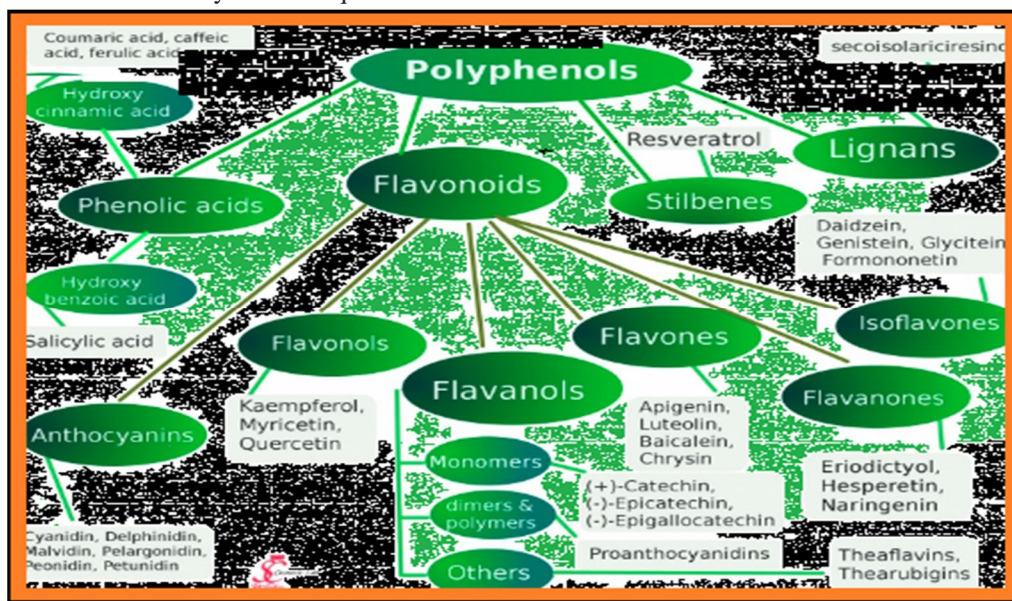 Coumaric acid, caffeic
acid, ferulic acid
Polyphenols
Hydroxy
cinnamic acid
Resveratrol
Lignans
Flavonoids
Phenolic acids
Stilbenes
Daidzein,
Genistein, Glycitein
Formononetin
Hydroxy
benzoic acid
Salicylic acid
Flavonols
Flavones
Isoflavones
Flavanols
Flavanones
Kaempferol,
Myricetin,
Quercetin
Apigenin,
Luteolin,
Baicalein,
Chrysin
Anthocyanins
Monomers
(+)-Catechin,
(-)-Epicatechin,
(-)-Epigallocatechin
Eriodictyol,
Hesperetin,
Naringenin
dimers &
polymers
Proanthocyanidins
Cyanidin, Delphinidin,
Malvidin, Pelargonidin,
Peonidin, Petunidin
Others
Theaflavins,
Thearubigins